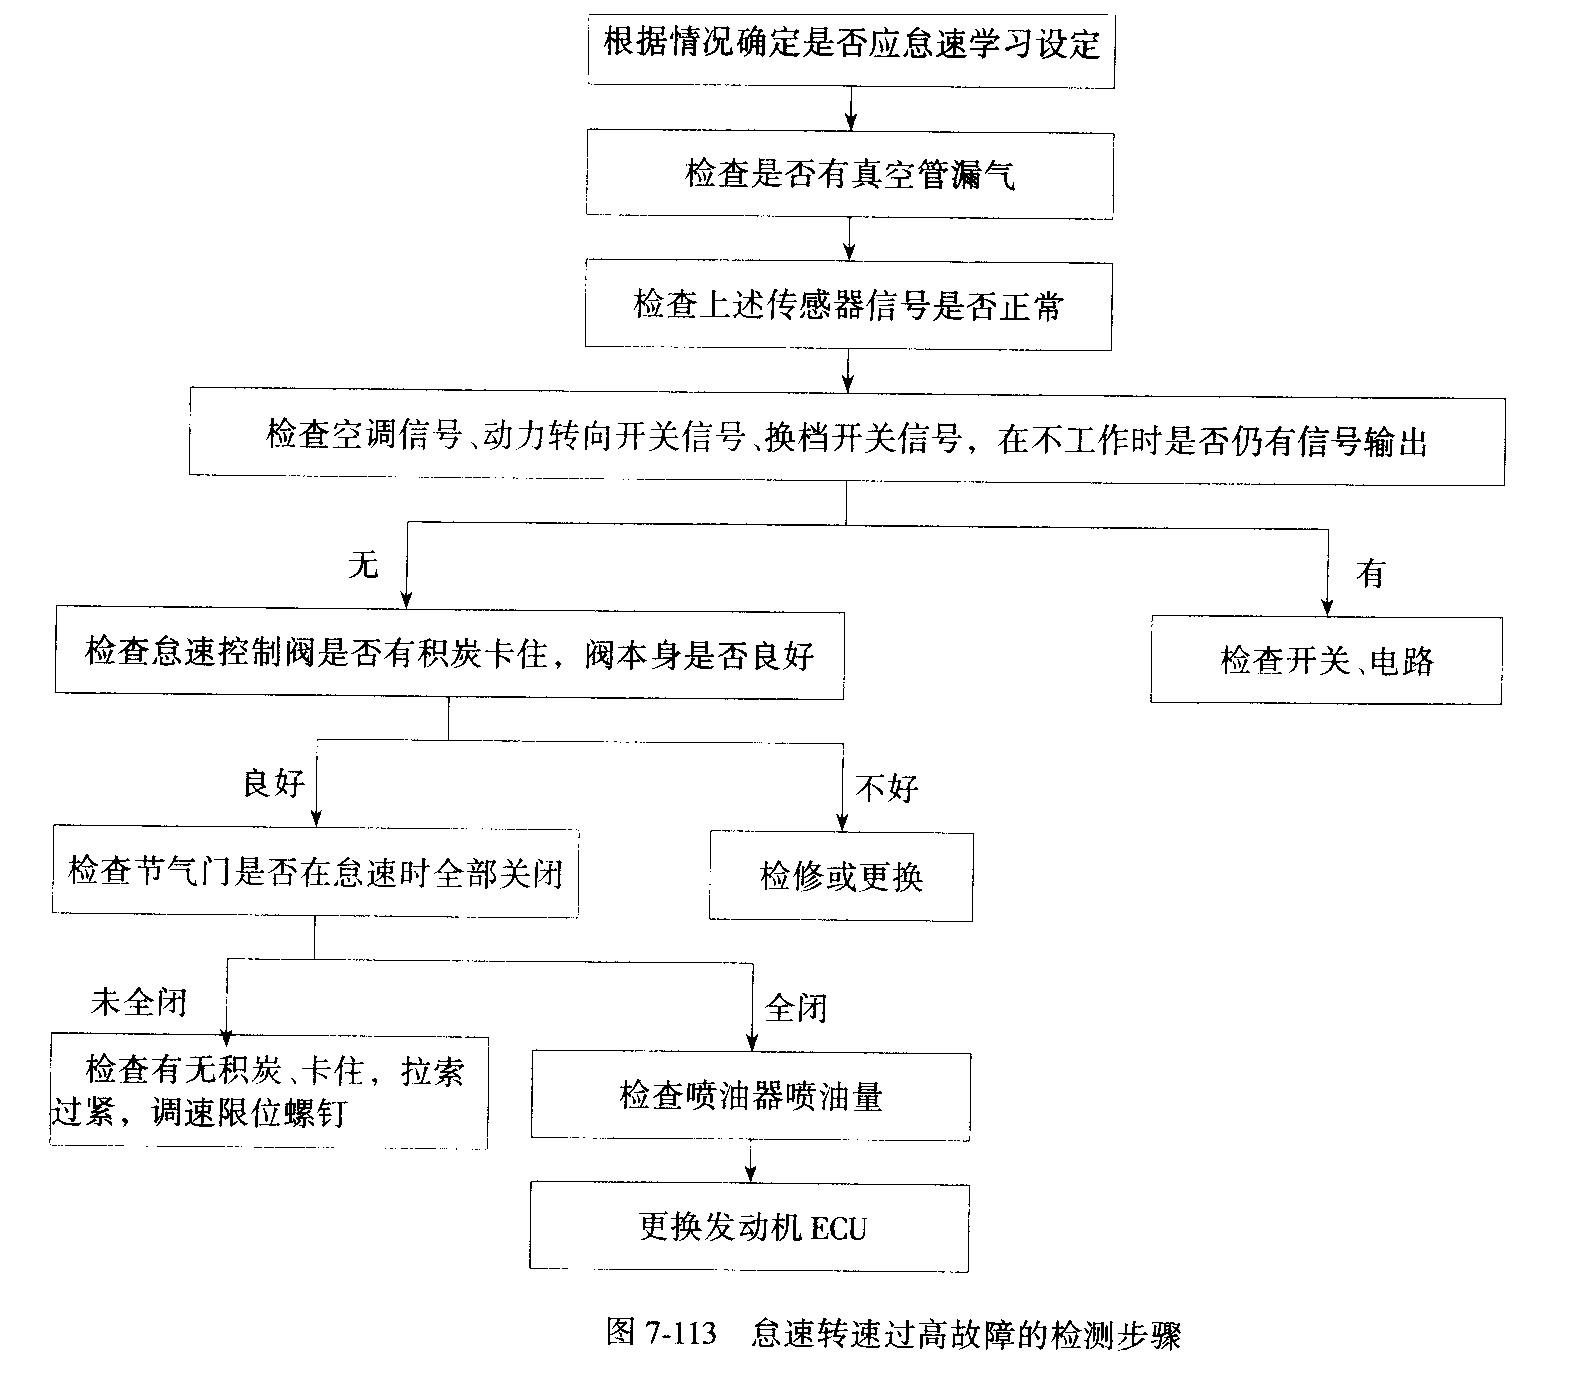 根据情况确定是否应怠速学习设定
检查是否有真空管漏气
检查上述传感器信号是否正常
检查空调信号、动力转向开关信号、换档开关信号，在不工作时是否仍有信号输出
无
有
检查怠速控制阀是否有积炭卡住，阀本身是否良好
检查开关、电路
良好
不好
检查节气门是否在怠速时全部关闭
检修或更换
未全闭
全闭
检查有无积炭、卡住，拉索
过紧，调速限位螺钉
检查喷油器喷油量
更换发动机 ECU
图 7-113 怠速转速过高故障的检测步骤